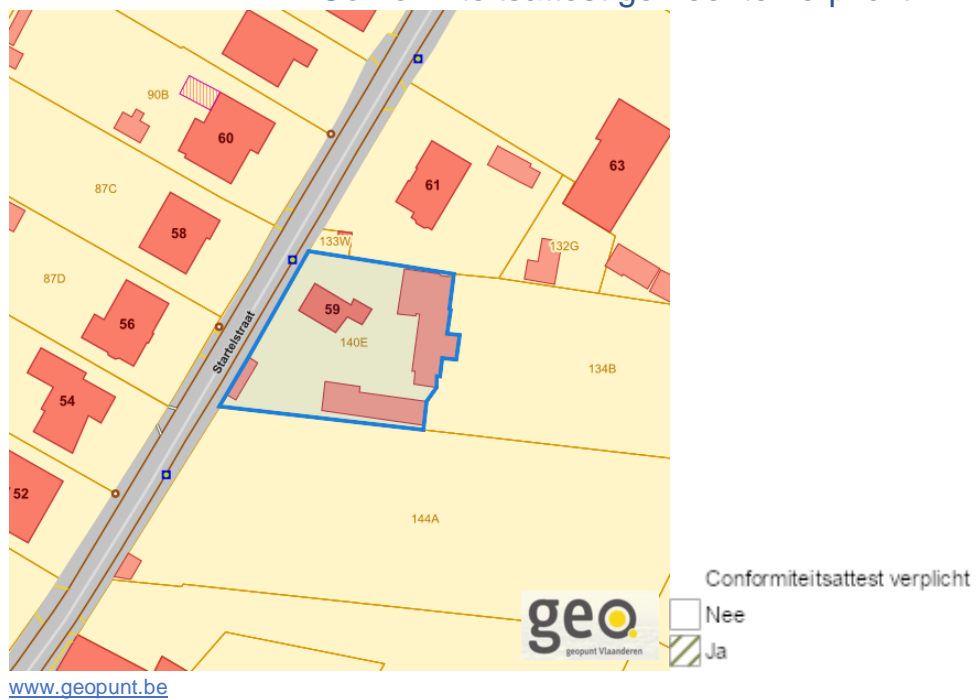 90B
60
63
61
87C
58
133W
132G
87D
59
56
Startelstraat
140E
134B
54
52
144A
Conformiteitsattest verplicht
geo.
Nee
geopunt Vlaanderen
Ja
www.geopunt.be